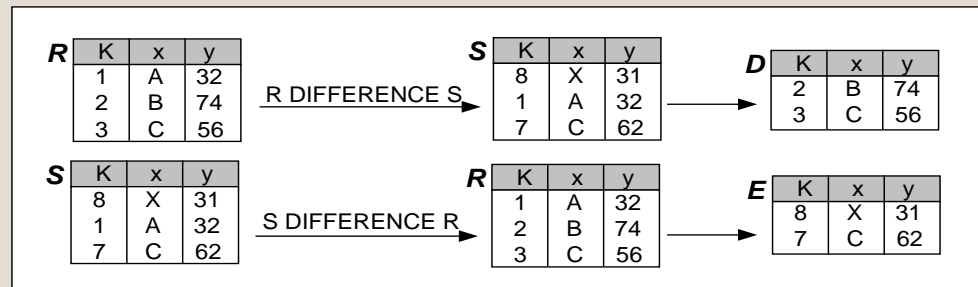 R K x y
1 A 32
2 B 74
3 C 56
R DIFFERENCE S
S K x y
8 X 31
1 A 32
7 C 62
D K x y
2 B 74
3 C 56
S K x y
8 X 31
1 A 32
7 C 62
S DIFFERENCE R
R K x y
1 A 32
2 B 74
3 C 56
E K x y
8 X 31
7 C 62